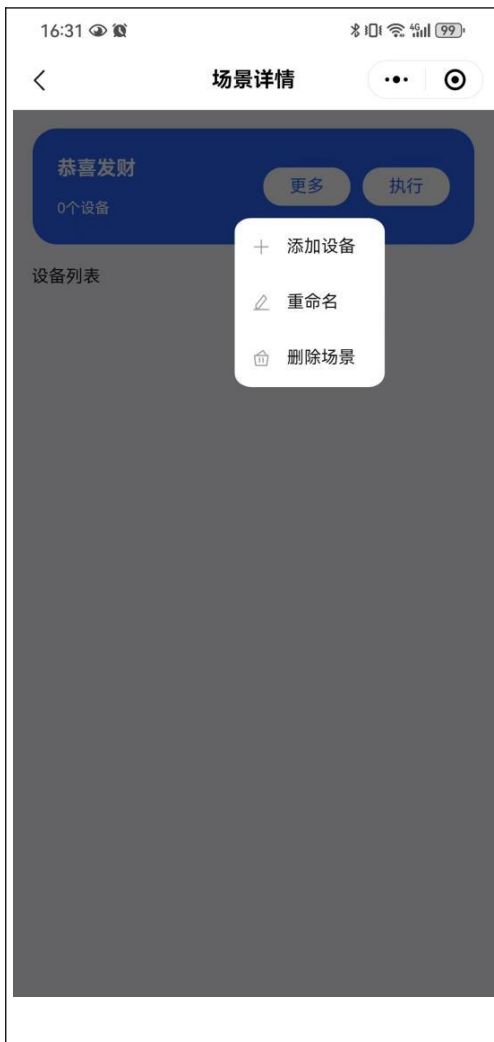 16:31
4G 99
场景详情
恭喜发财
更多
执行
0个设备
添加设备
设备列表
重命名
删除场景